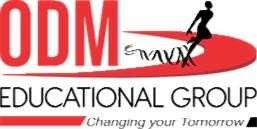 ODM
EDUCATIONAL GROUP
Changing your Tomorrow